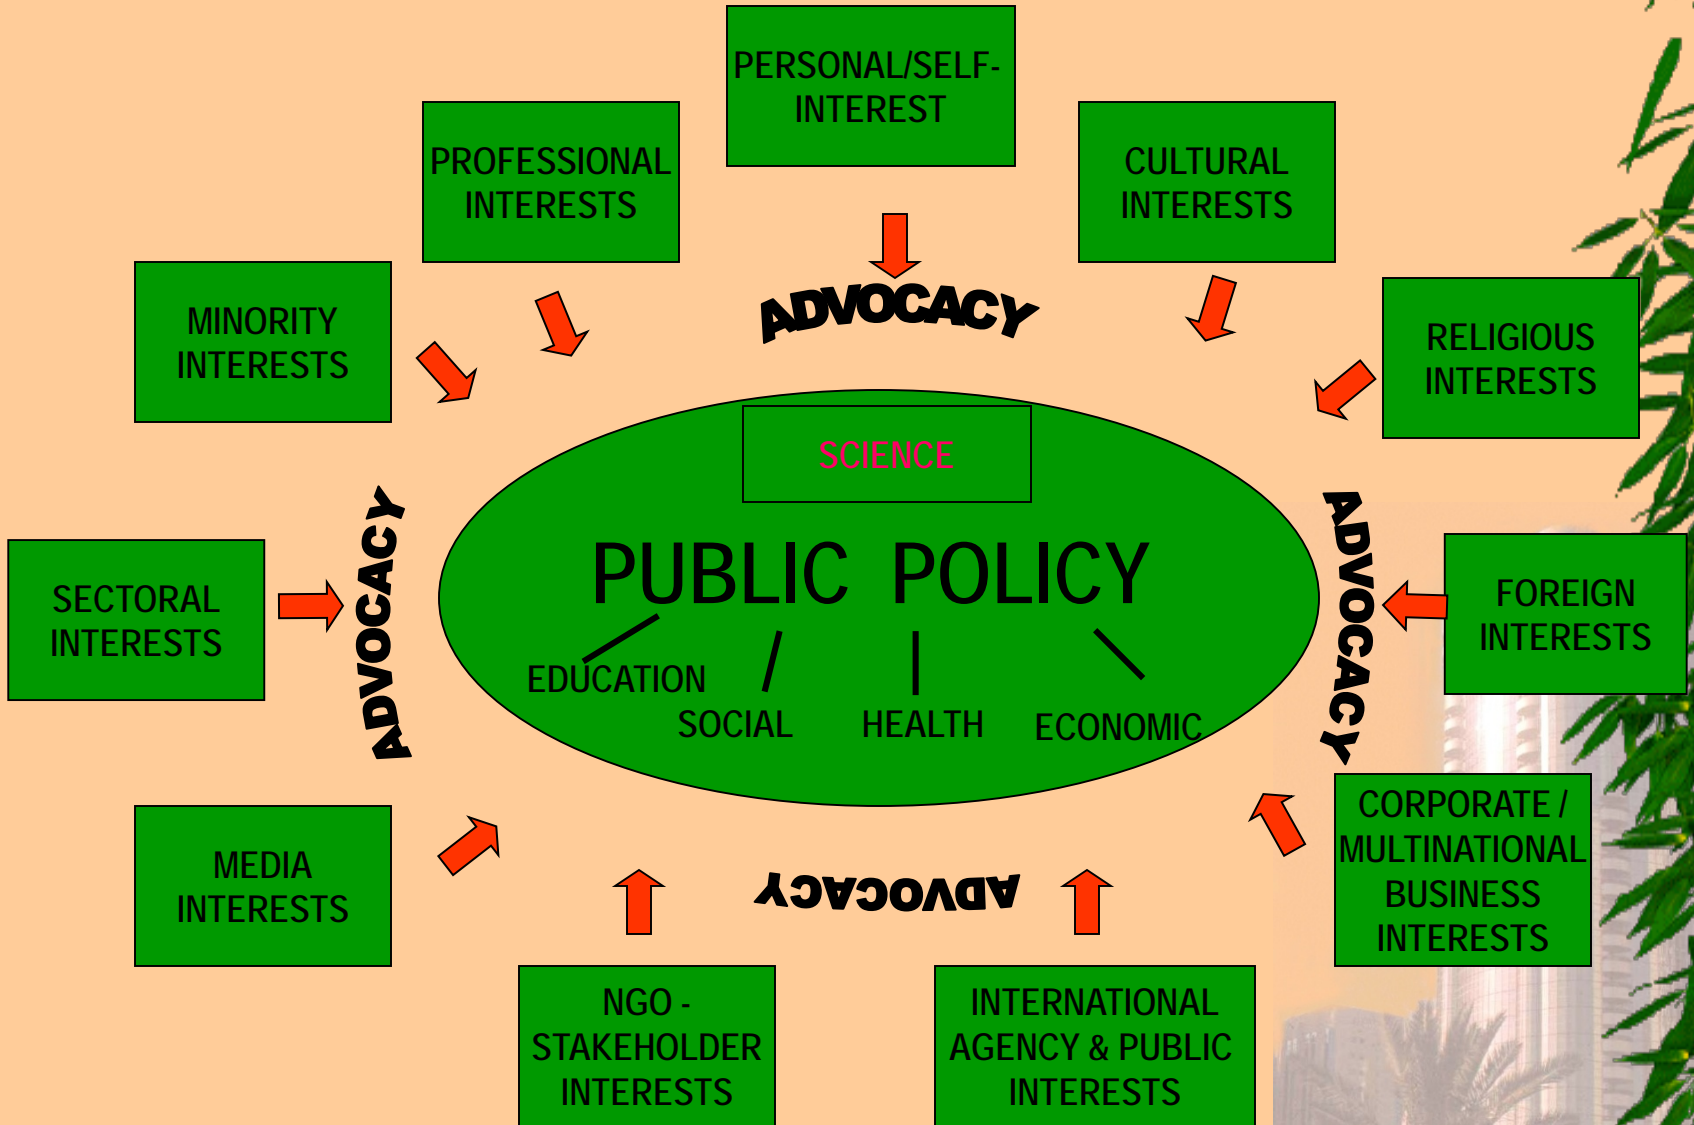 PERSONAL/SELF-
INTEREST
PROFESSIONAL
INTERESTS
CULTURAL
INTERESTS
MINORITY
INTERESTS
RELIGIOUS
INTERESTS
ADVOCACY
SCIENCE
PUBLIC POLICY
EDUCATION
SOCIAL
HEALTH
ECONOMIC
ADVOCACY
ADVOCACY
SECTORAL
INTERESTS
FOREIGN
INTERESTS
MEDIA
INTERESTS
ADVOCACY
CORPORATE /
MULTINATIONAL
BUSINESS
INTERESTS
NGO -
STAKEHOLDER
INTERESTS
INTERNATIONAL
AGENCY & PUBLIC
INTERESTS